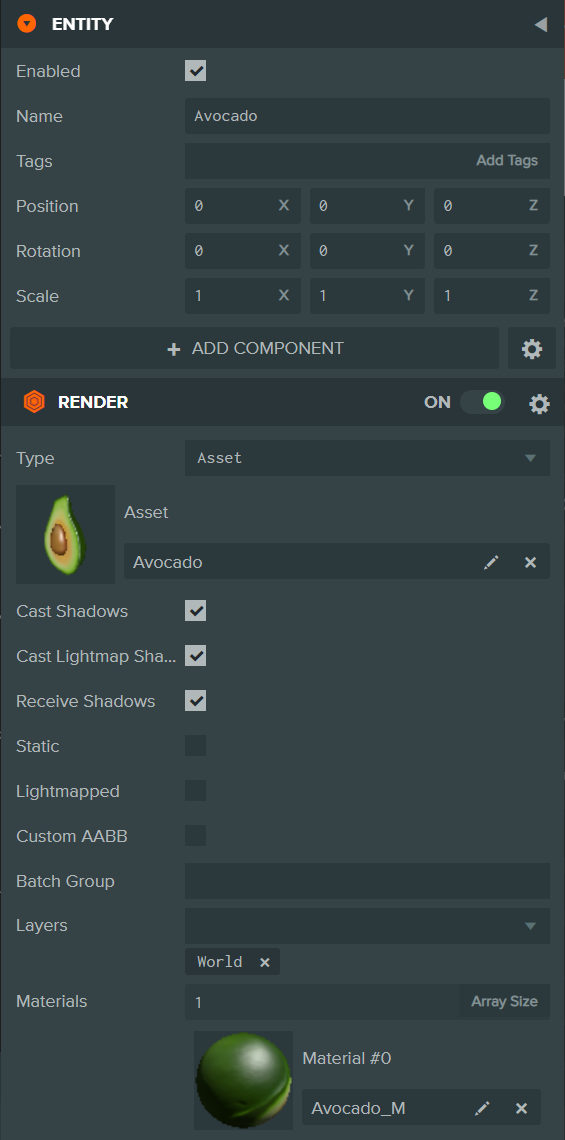 ENTITY
Enabled
Name Avocado
Tags Add Tags
Position 0 X 0 Y 0 Z
Rotation 0 X 0 Y 0 Z
Scale 1 X 1 Y 1 Z
+ ADD COMPONENT
RENDER ON
Type Asset
Asset
Avocado
Cast Shadows
Cast Lightmap Sha...
Receive Shadows
Static
Lightmapped
Custom AABB
Batch Group
Layers
World
Materials 1 Array Size
Material #0
Avocado_M